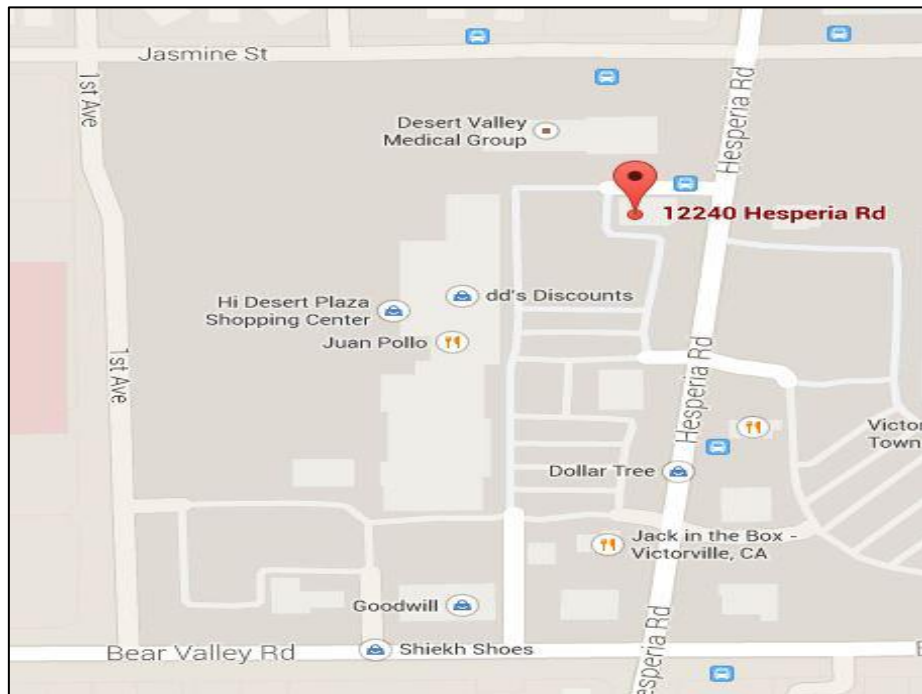 Jasmine St
1st Ave
Hesperia Rd
Desert Valley
Medical Group
12240 Hesperia Rd
dd's Discounts
Hi Desert Plaza
Shopping Center
Juan Pollo
1st Ave
Hesperia Rd
Victor
Town
Dollar Tree
Jack in the Box -
Victorville, CA
Goodwill
Hesperia Rd
Bear Valley Rd
Shiekh Shoes